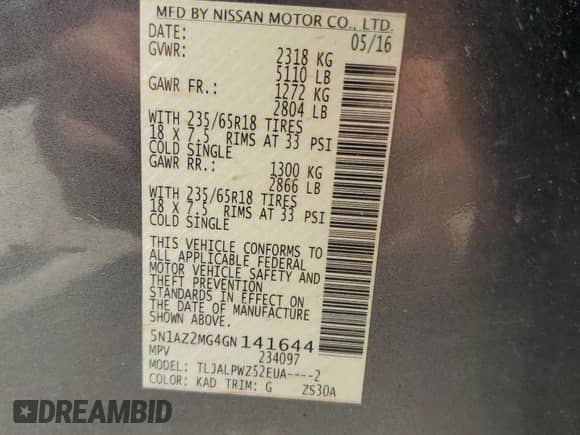 MFD BY NISSAN MOTOR CO., LTD.
DATE: 05/16
GVWR: 2318 KG
5110 LB
GAWR FR.: 1272 KG
2804 LB
WITH 235/65R18 TIRES
18 X 7.5 RIMS AT 33 PSI
COLD SINGLE
GAWR RR.: 1300 KG
2866 LB
WITH 235/65R18 TIRES
18 X 7.5 RIMS AT 33 PSI
COLD SINGLE
THIS VEHICLE CONFORMS TO
ALL APPLICABLE FEDERAL
MOTOR VEHICLE SAFETY AND
THEFT PREVENTION
STANDARDS IN EFFECT ON
THE DATE OF MANUFACTURE
SHOWN ABOVE.
5N1AZ2MG4GN141644
MPV 234097
MODEL: TLJALPWZ52EUA----2
COLOR: KAD TRIM: G ZS30A
DREAMBID